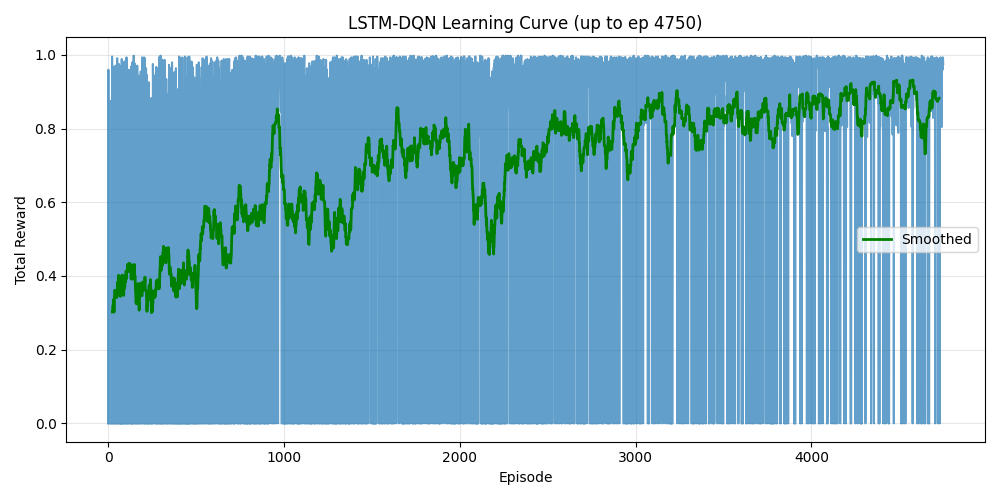 LSTM-DQN Learning Curve (up to ep 4750)
1.0
0.8
0.6
0.4
0.2
0.0
Total Reward
Smoothed
0 1000 2000 3000 4000
Episode